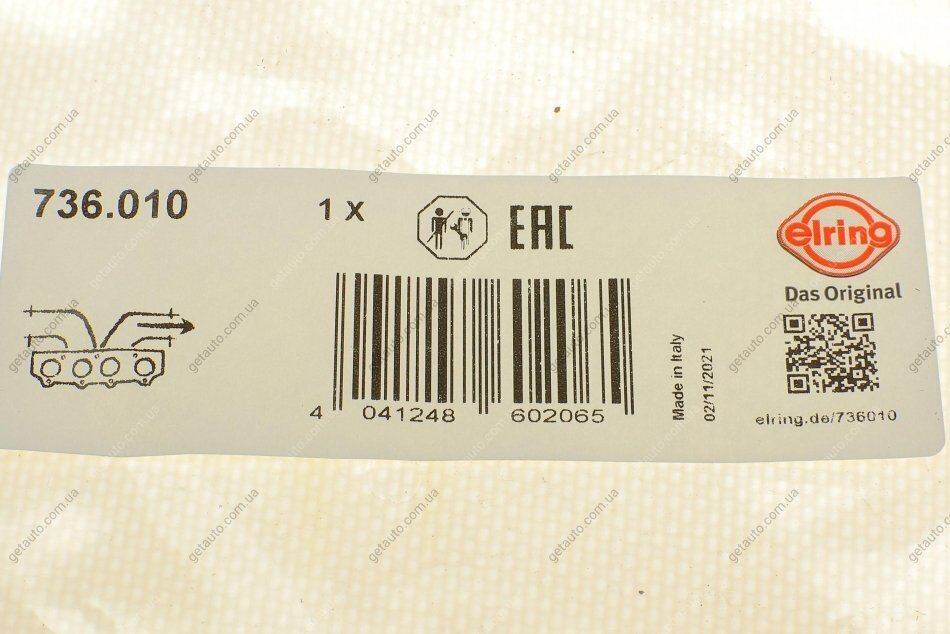 736.010
1 X
EAC
elring
Das Original
4 041248 602065
Made in Italy
02/11/2021
elring.de/736010
getauto.com.ua